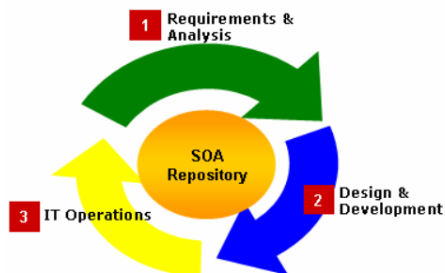 1 Requirements &
Analysis
SOA
Repository
2 Design &
Development
3 IT Operations